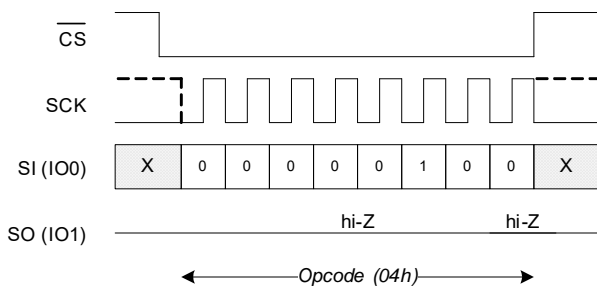 CS
SCK
SI (IO0) X 0 0 0 0 0 1 0 0 X
hi-Z hi-Z
SO (IO1)
Opcode (04h)